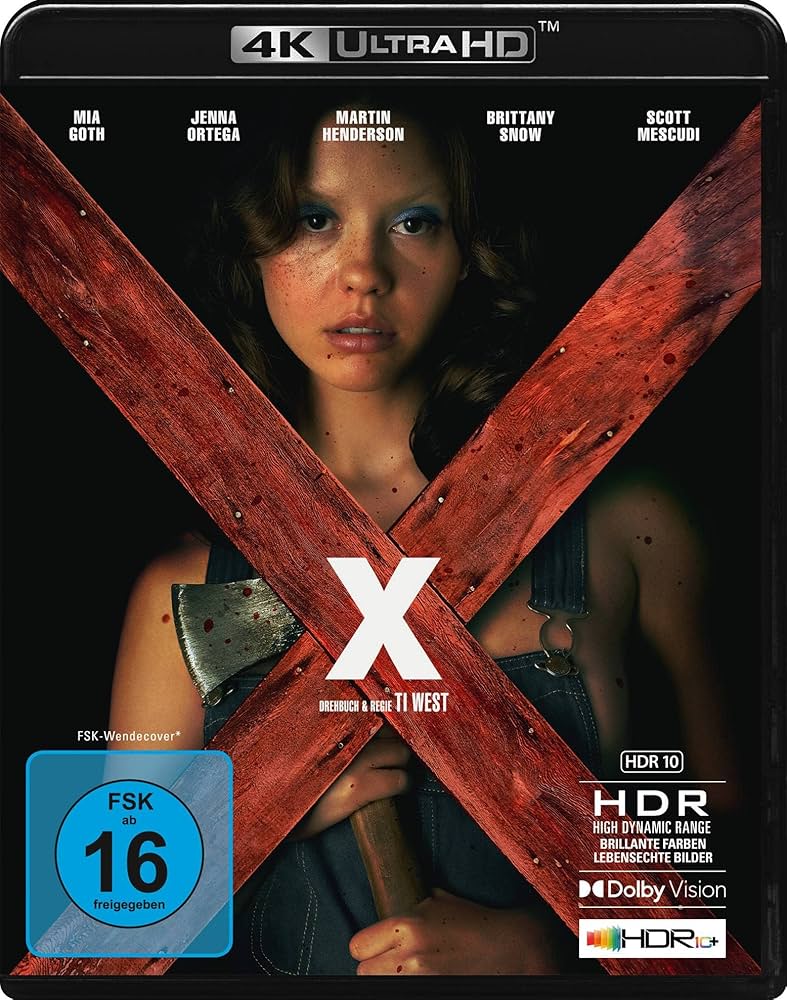 4K ULTRA HD™
MIA GOTH
JENNA ORTEGA
MARTIN HENDERSON
BRITTANY SNOW
SCOTT MESCUDI
X
DREHBUCH & REGIE TI WEST
FSK-Wendecover*
FSK
ab
16
freigegeben
HDR 10
HDR
HIGH DYNAMIC RANGE
BRILLANTE FARBEN
LEBENSECHTE BILDER
Dolby Vision
HDR10+